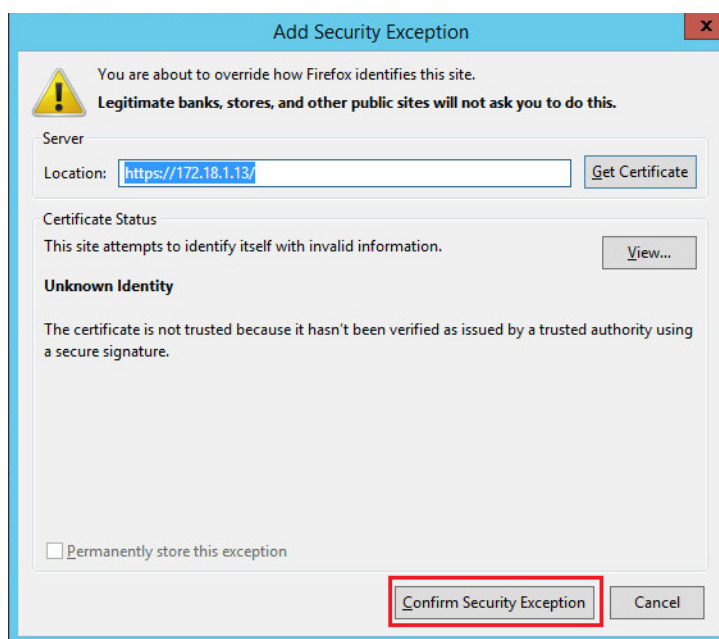 Add Security Exception
x
You are about to override how Firefox identifies this site.
Legitimate banks, stores, and other public sites will not ask you to do this.
Server
Location: https://172.18.1.13/ Get Certificate
Certificate Status
This site attempts to identify itself with invalid information.
View...
Unknown Identity
The certificate is not trusted because it hasn't been verified as issued by a trusted authority using
a secure signature.
Permanently store this exception
Confirm Security Exception Cancel